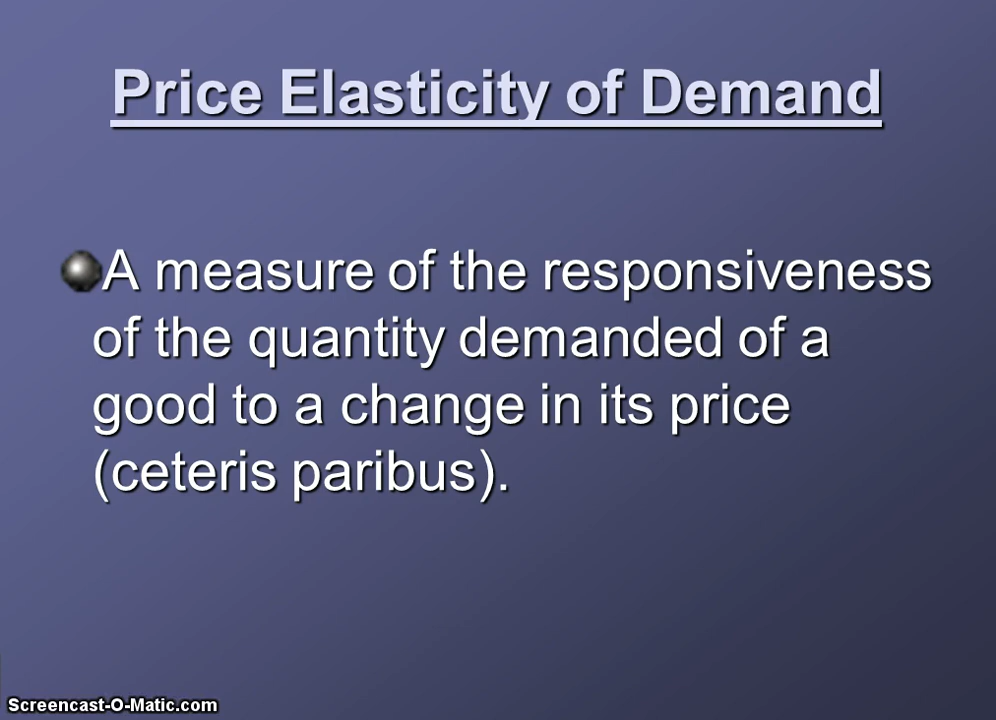 Price Elasticity of Demand
A measure of the responsiveness
of the quantity demanded of a
good to a change in its price
(ceteris paribus).
Screencast-O-Matic.com